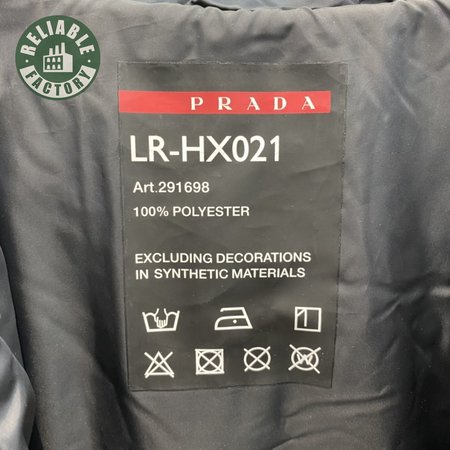 RELIABLE
FACTORY
PRADA
LR-HX021
Art.291698
100% POLYESTER
EXCLUDING DECORATIONS
IN SYNTHETIC MATERIALS